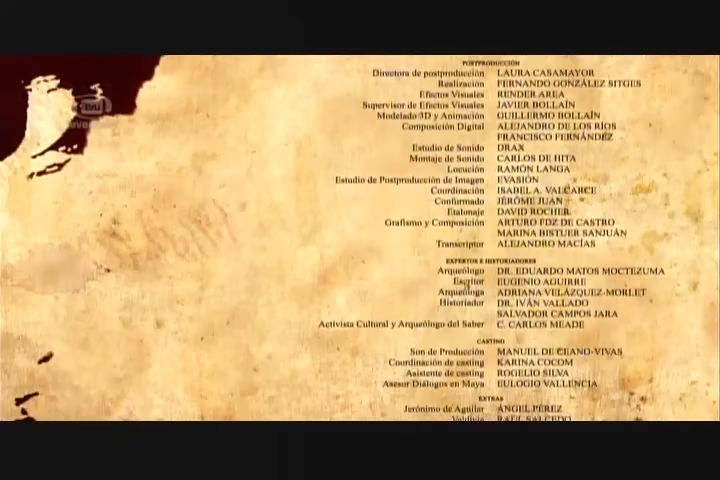 POSTPRODUCCIÓN
Directora de postproducción LAURA CASAMAYOR
Realización FERNANDO GONZÁLEZ SITGES
Efectos Visuales RENDER AREA
Supervisor de Efectos Visuales JAVIER BOLLAÍN
Modelado 3D y Animación GUILLERMO BOLLAÍN
Composición Digital ALEJANDRO DE LOS RÍOS
FRANCISCO FERNÁNDEZ
Estudio de Sonido DRAX
Montaje de Sonido CARLOS DE HITA
Locución RAMÓN LANGA
Estudio de Postproducción de Imagen EVASIÓN
Coordinación ISABEL A. VALCARCE
Conformado JÉRÔME JUAN
Etalonaje DAVID ROCHER
Grafismo y Composición ARTURO FDZ DE CASTRO
MARINA BISTUER SANJUÁN
Transcriptor ALEJANDRO MACÍAS
EXPERTOS E HISTORIADORES
Arqueólogo DR. EDUARDO MATOS MOCTEZUMA
Escritor EUGENIO AGUIRRE
Arqueóloga ADRIANA VELÁZQUEZ-MORLET
Historiador DR. IVÁN VALLADO
SALVADOR CAMPOS JARA
Activista Cultural y Arqueólogo del Saber C. CARLOS MEADE
CASTING
Son de Producción MANUEL DE CEANO-VIVAS
Coordinación de casting KARINA COCOM
Asistente de casting ROGELIO SILVA
Asesor Diálogos en Maya EULOGIO VALLENCIA
EXTRAS
Jerónimo de Aguilar ÁNGEL PÉREZ
Valdivia RAÚL SALCEDO